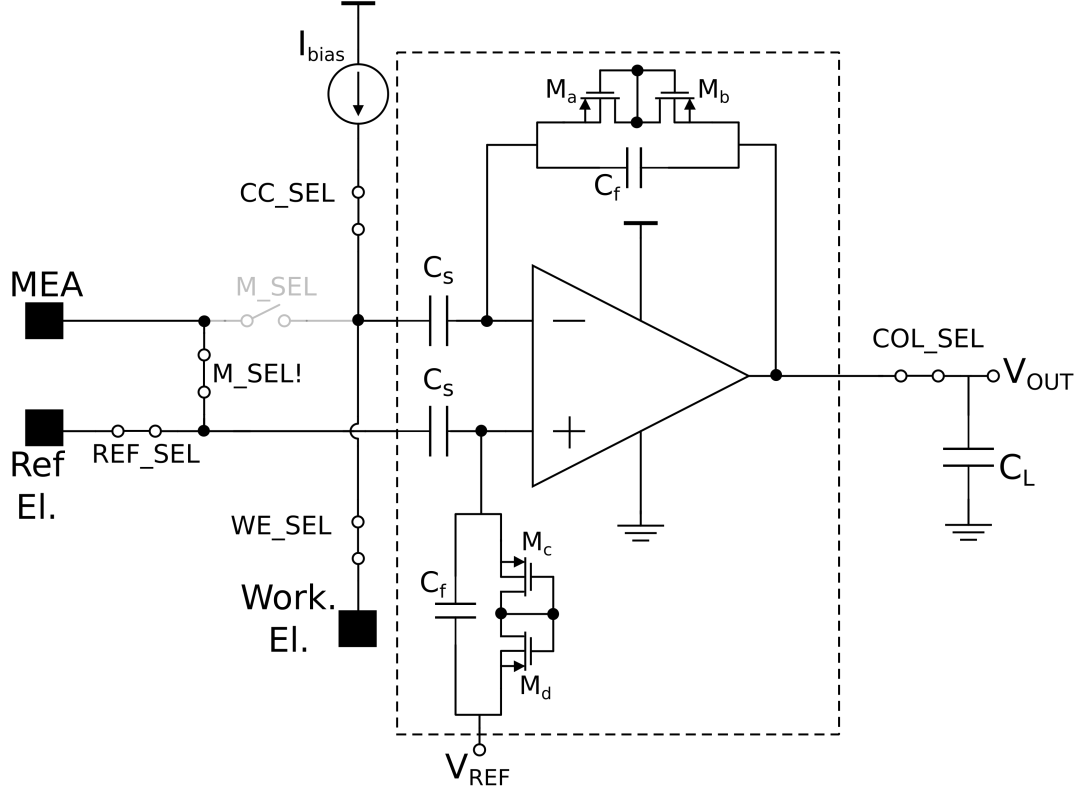 I_bias
M_a
M_b
C_f
CC_SEL
C_s
MEA
M_SEL
COL_SEL
V_OUT
M_SEL!
C_s
REF_SEL
Ref
El.
C_L
WE_SEL
M_c
C_f
Work.
El.
M_d
V_REF